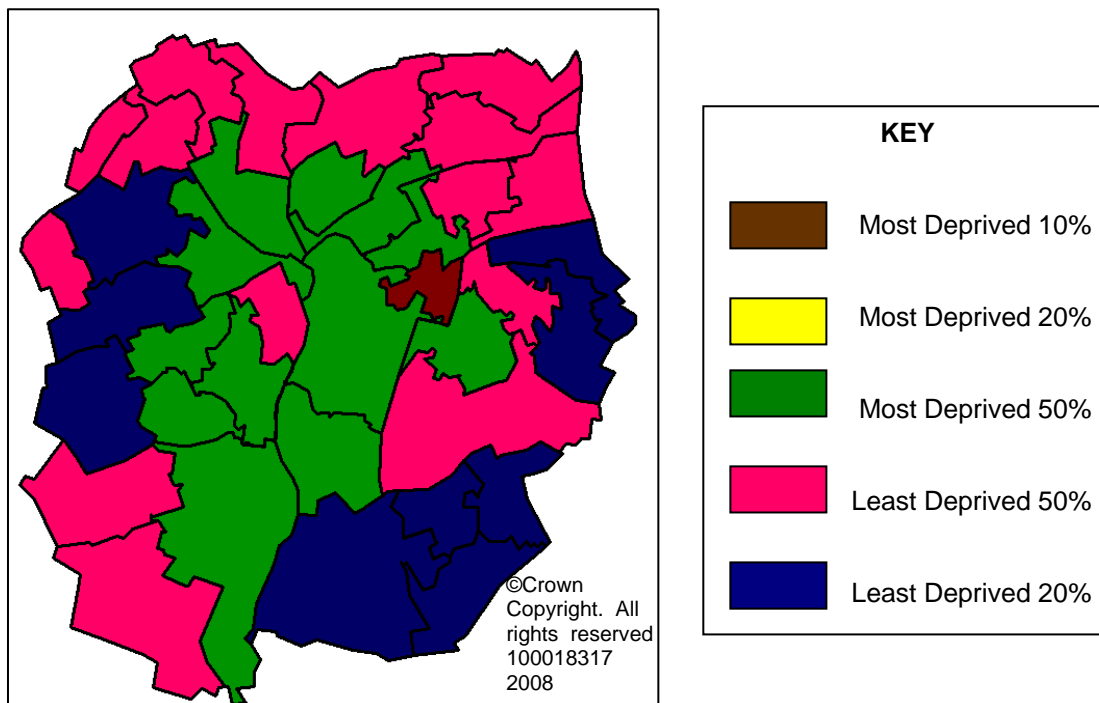 KEY
Most Deprived 10%
Most Deprived 20%
Most Deprived 50%
Least Deprived 50%
Least Deprived 20%
©Crown
Copyright. All
rights reserved
100018317
2008